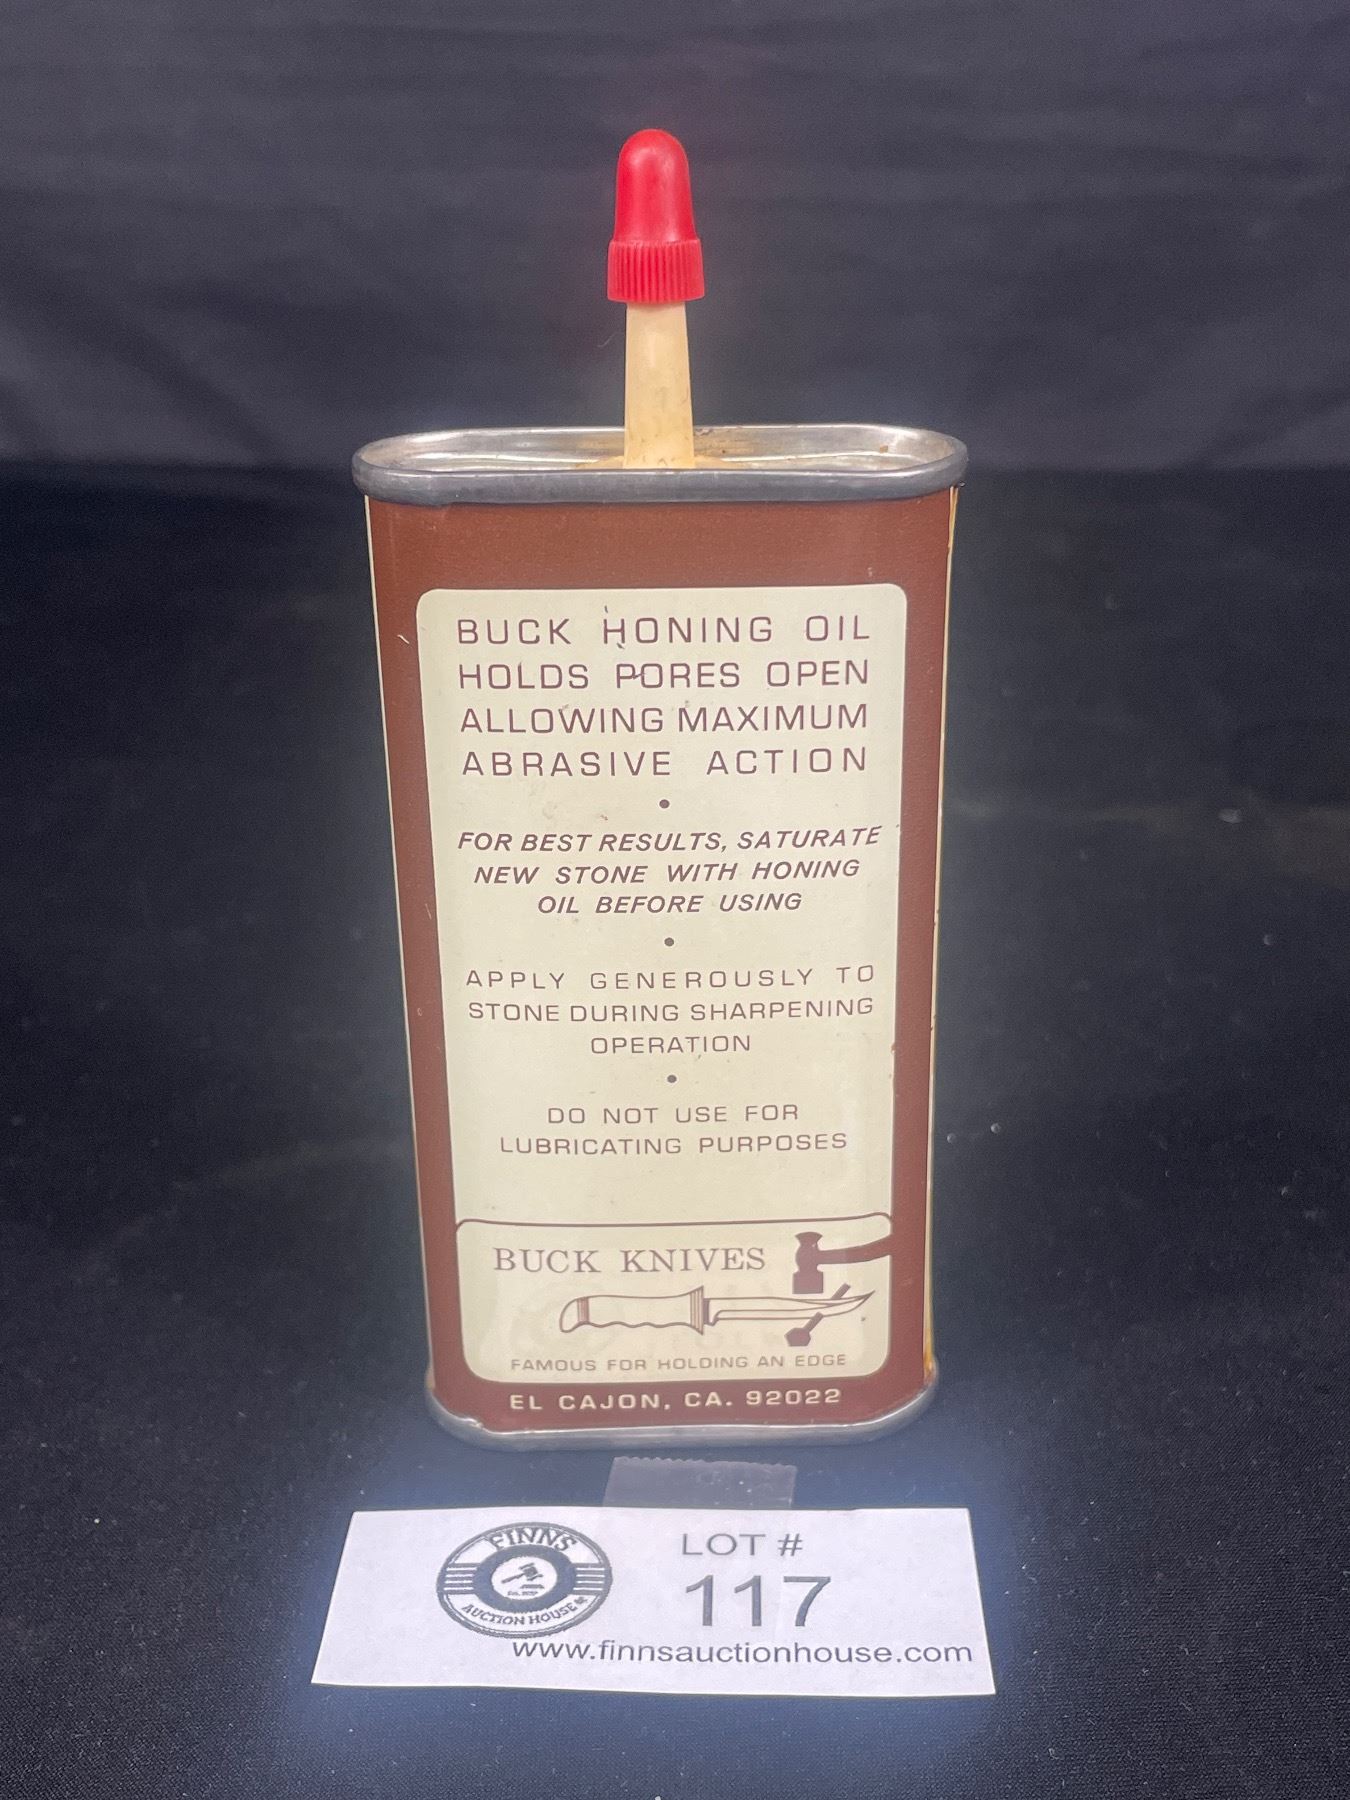 BUCK HONING OIL
HOLDS PORES OPEN
ALLOWING MAXIMUM
ABRASIVE ACTION
•
FOR BEST RESULTS, SATURATE
NEW STONE WITH HONING
OIL BEFORE USING
•
APPLY GENEROUSLY TO
STONE DURING SHARPENING
OPERATION
•
DO NOT USE FOR
LUBRICATING PURPOSES
BUCK KNIVES
FAMOUS FOR HOLDING AN EDGE
EL CAJON, CA. 92022
FINNS
AUCTION HOUSE
LOT #
117
www.finnsauctionhouse.com